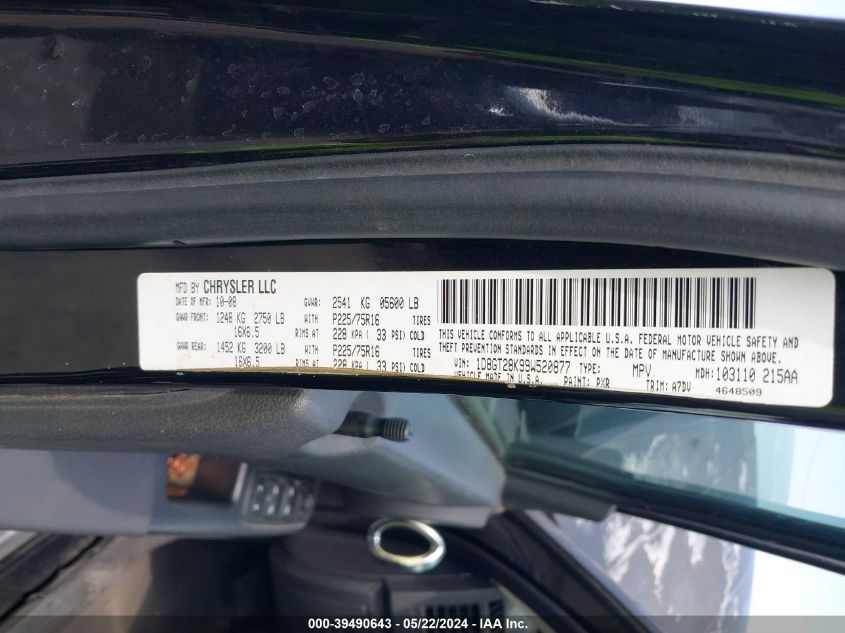 MFD BY CHRYSLER LLC
DATE OF MFR: 10-08 GVWR: 2541 KG 05600 LB
GAWR FRONT: 1248 KG 2750 LB WITH P225/75R16 TIRES
16X6.5 RIMS AT 228 KPA ( 33 PSI) COLD
GAWR REAR: 1452 KG 3200 LB WITH P225/75R16 TIRES
16X6.5 RIMS AT 228 KPA ( 33 PSI) COLD
THIS VEHICLE CONFORMS TO ALL APPLICABLE U.S.A. FEDERAL MOTOR VEHICLE SAFETY AND
THEFT PREVENTION STANDARDS IN EFFECT ON THE DATE OF MANUFACTURE SHOWN ABOVE.
VIN: 1D8GT28K99W520877 TYPE: MPV MDH: 103110 215AA
VEHICLE MADE IN U.S.A. PAINT: PXR TRIM: A7DV 4648509
000-39490643 - 05/22/2024 - IAA Inc.